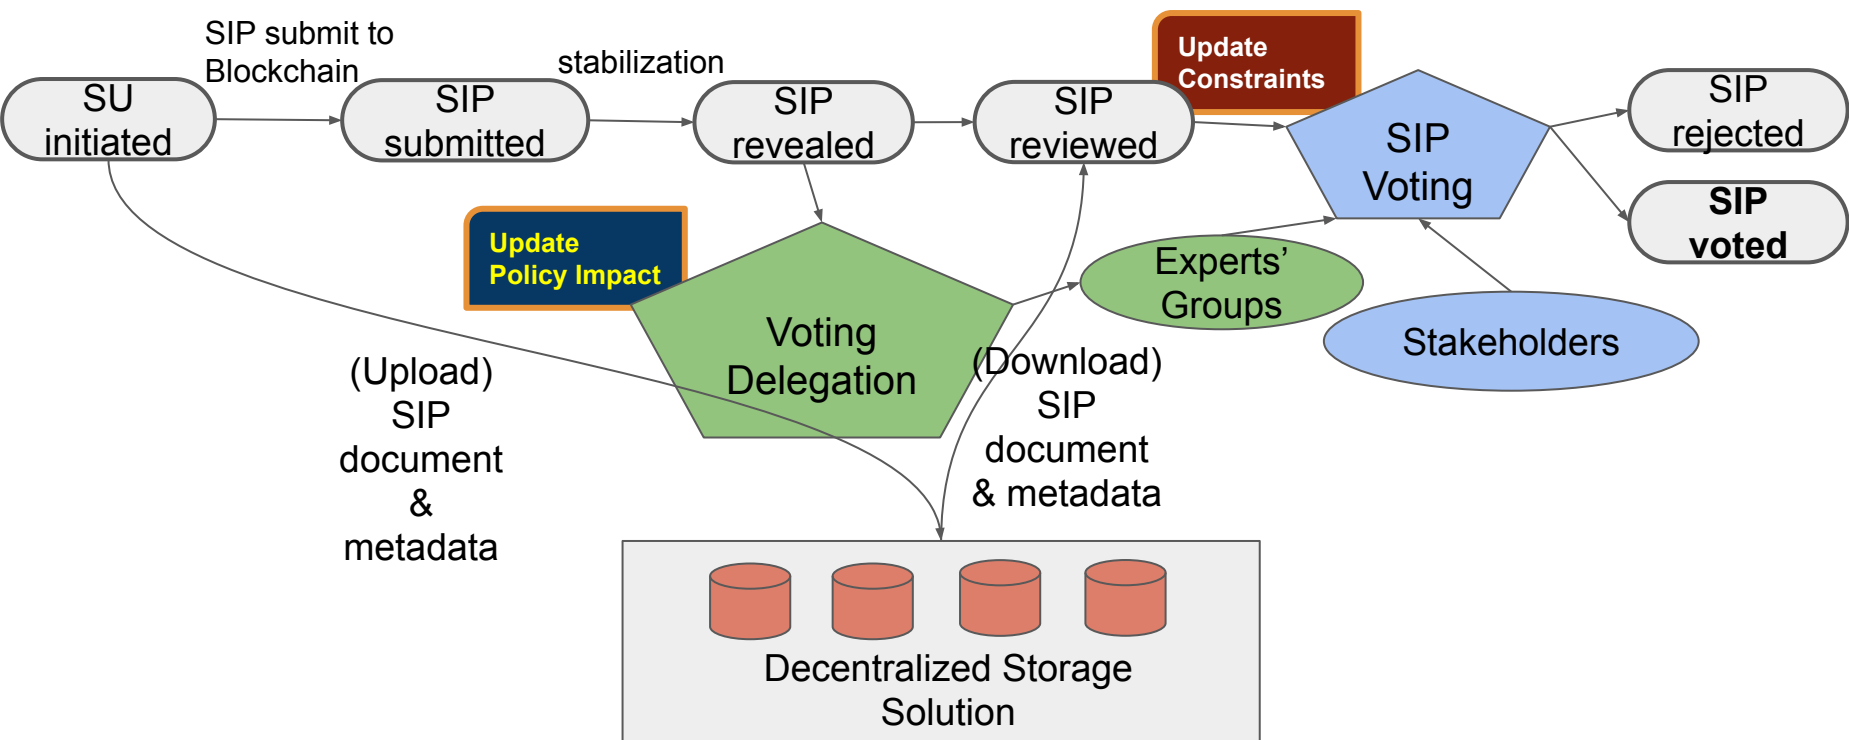 SIP submit to
Blockchain
stabilization
Update
Constraints
SU
initiated
SIP
submitted
SIP
revealed
SIP
reviewed
SIP
Voting
SIP
rejected
SIP
voted
Update
Policy Impact
Voting
Delegation
Experts’
Groups
Stakeholders
(Upload)
SIP
document
&
metadata
(Download)
SIP
document
& metadata
Decentralized Storage
Solution